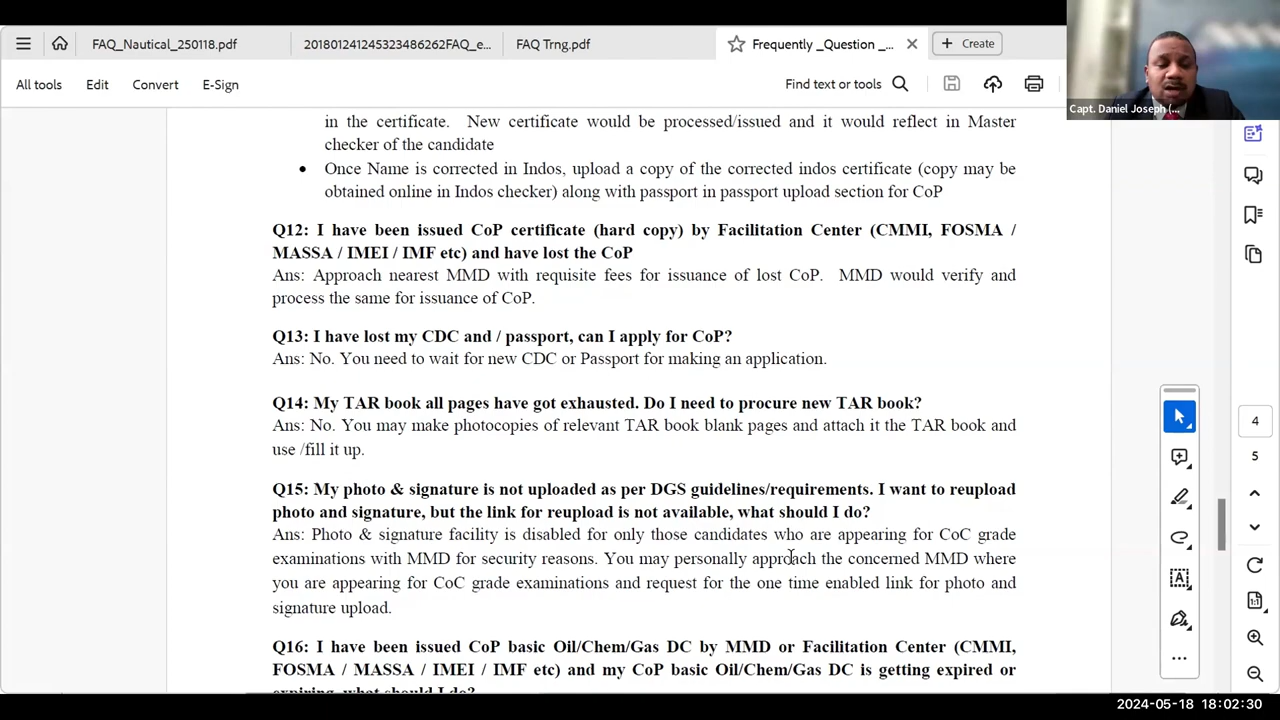 FAQ_Nautical_250118.pdf
201801241245323486262FAQ_e...
FAQ Trng.pdf
Frequently _Question _...
Create
All tools
Edit
Convert
E-Sign
Find text or tools
Capt. Daniel Joseph (...
in the certificate. New certificate would be processed/issued and it would reflect in Master
checker of the candidate
• Once Name is corrected in Indos, upload a copy of the corrected indos certificate (copy may be
obtained online in Indos checker) along with passport in passport upload section for CoP
Q12: I have been issued CoP certificate (hard copy) by Facilitation Center (CMMI, FOSMA /
MASSA / IMEI / IMF etc) and have lost the CoP
Ans: Approach nearest MMD with requisite fees for issuance of lost CoP. MMD would verify and
process the same for issuance of CoP.
Q13: I have lost my CDC and / passport, can I apply for CoP?
Ans: No. You need to wait for new CDC or Passport for making an application.
Q14: My TAR book all pages have got exhausted. Do I need to procure new TAR book?
Ans: No. You may make photocopies of relevant TAR book blank pages and attach it the TAR book and
use /fill it up.
Q15: My photo & signature is not uploaded as per DGS guidelines/requirements. I want to reupload
photo and signature, but the link for reupload is not available, what should I do?
Ans: Photo & signature facility is disabled for only those candidates who are appearing for CoC grade
examinations with MMD for security reasons. You may personally approach the concerned MMD where
you are appearing for CoC grade examinations and request for the one time enabled link for photo and
signature upload.
Q16: I have been issued CoP basic Oil/Chem/Gas DC by MMD or Facilitation Center (CMMI,
FOSMA / MASSA / IMEI / IMF etc) and my CoP basic Oil/Chem/Gas DC is getting expired or
expiring, what should I do?
4
5
1:1
2024-05-18 18:02:30